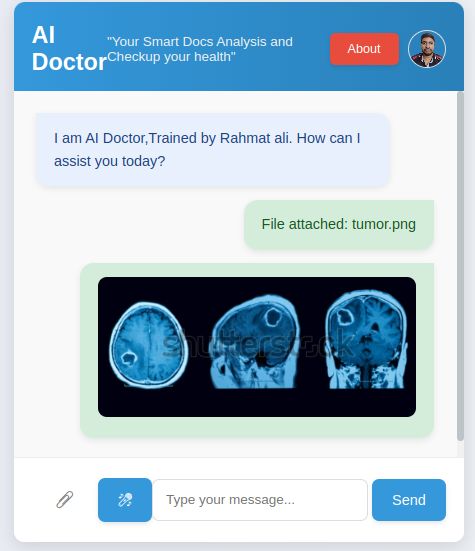 AI
Doctor
"Your Smart Docs Analysis and
Checkup your health"
About
I am AI Doctor,Trained by Rahmat ali. How can I
assist you today?
File attached: tumor.png
shutterstock
Type your message...
Send